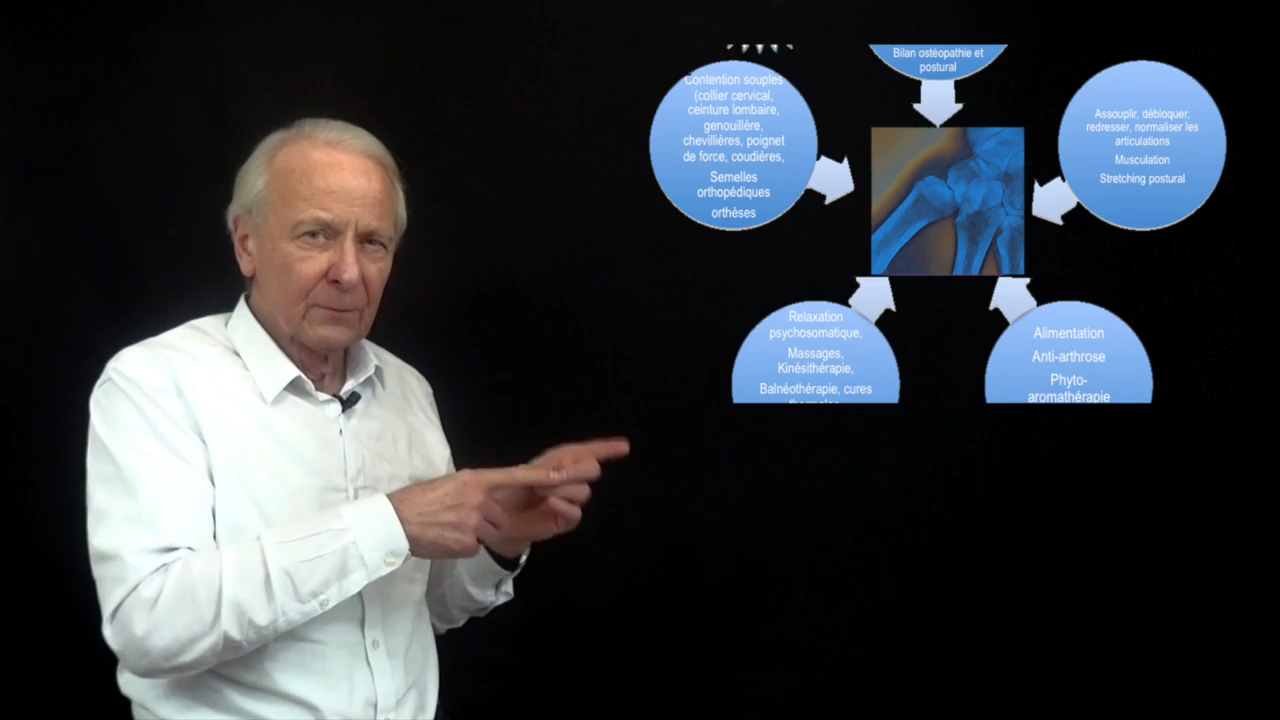 Bilan ostéopathie et
postural
Contention souples
(collier cervical,
ceinture lombaire,
genouillère,
chevillières, poignet
de force, coudières,
Semelles
orthopédiques
orthèses
Assouplir, débloquer,
redresser, normaliser les
articulations
Musculation
Stretching postural
Relaxation
psychosomatique,
Massages,
Kinésithérapie,
Balnéothérapie, cures
Alimentation
Anti-arthrose
Phyto-
aromathérapie